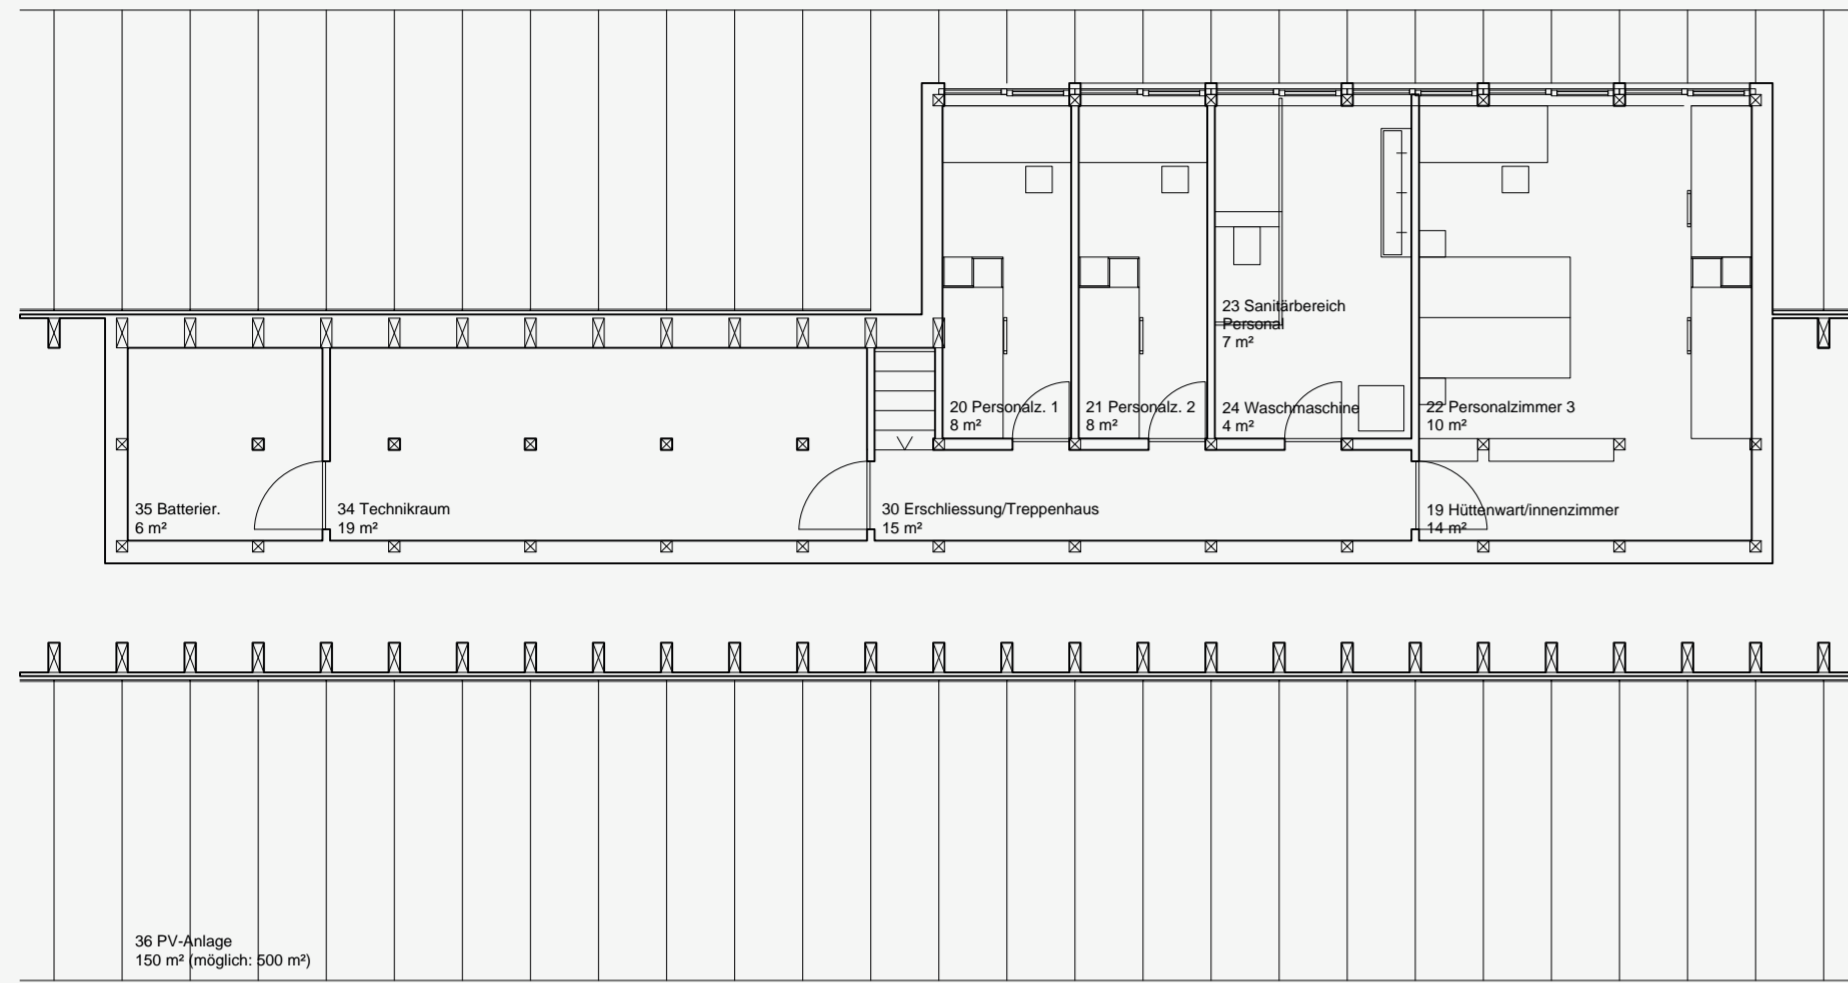 23 Sanitärbereich
Personal
7 m²
20 Personalz. 1
8 m²
21 Personalz. 2
8 m²
24 Waschmaschine
4 m²
22 Personalzimmer 3
10 m²
35 Batterier.
6 m²
34 Technikraum
19 m²
30 Erschliessung/Treppenhaus
15 m²
19 Hüttenwart/innenzimmer
14 m²
36 PV-Anlage
150 m² (möglich: 500 m²)